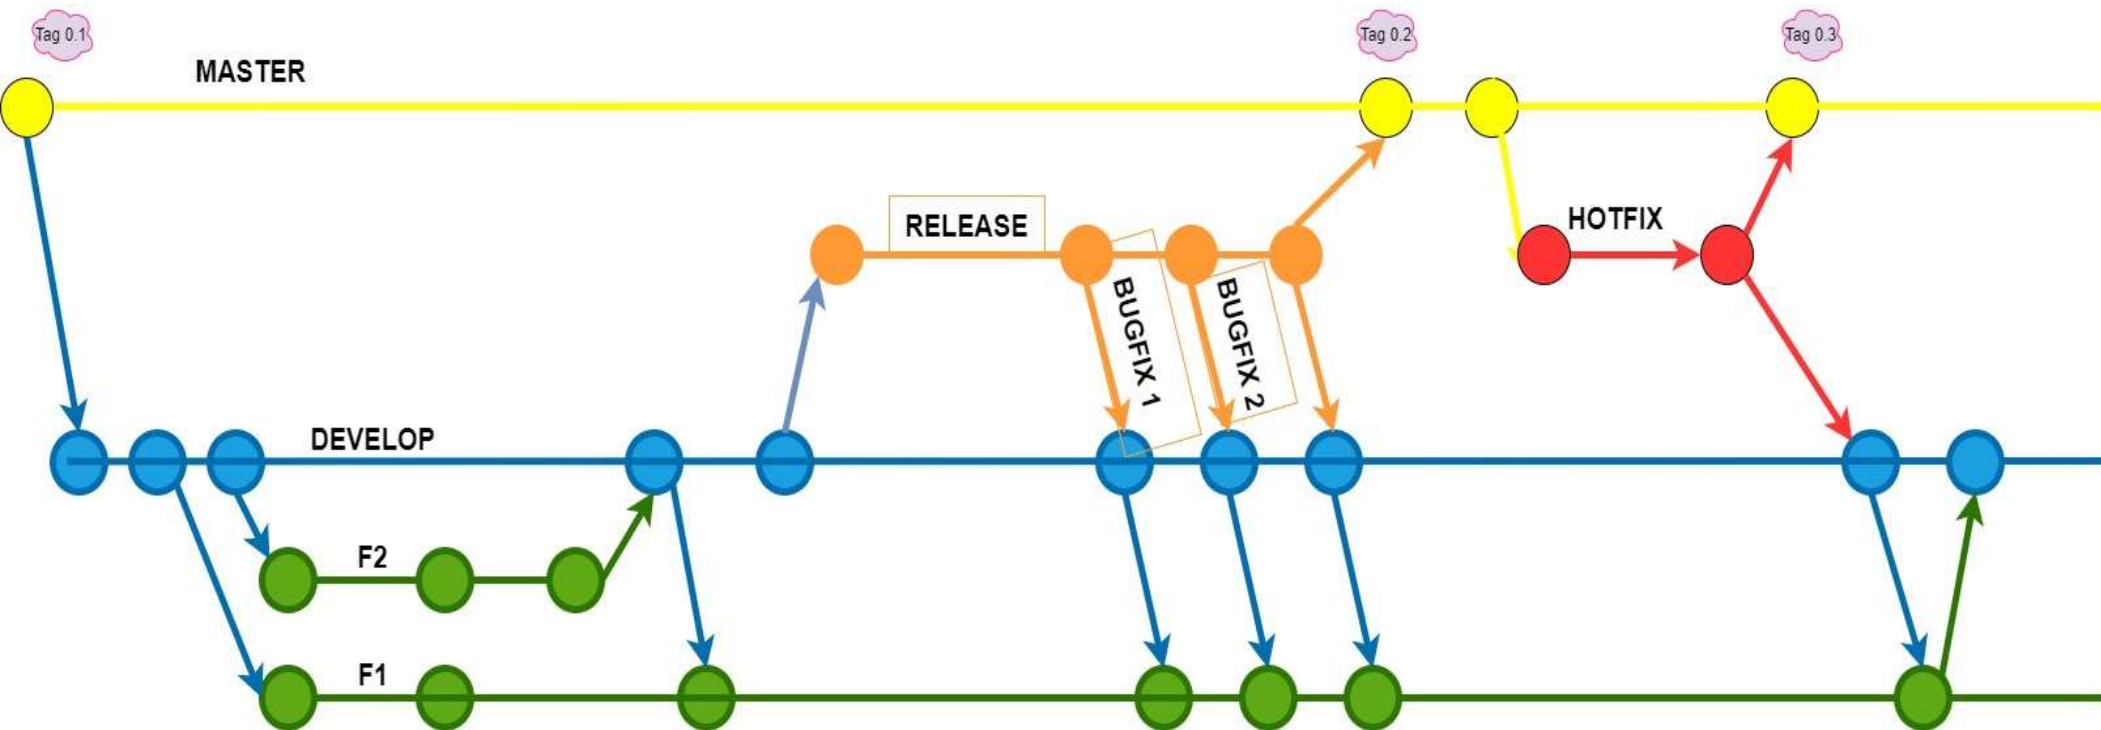 Tag 0.1
Tag 0.2
Tag 0.3
MASTER
RELEASE
HOTFIX
BUGFIX 1
BUGFIX 2
DEVELOP
F2
F1